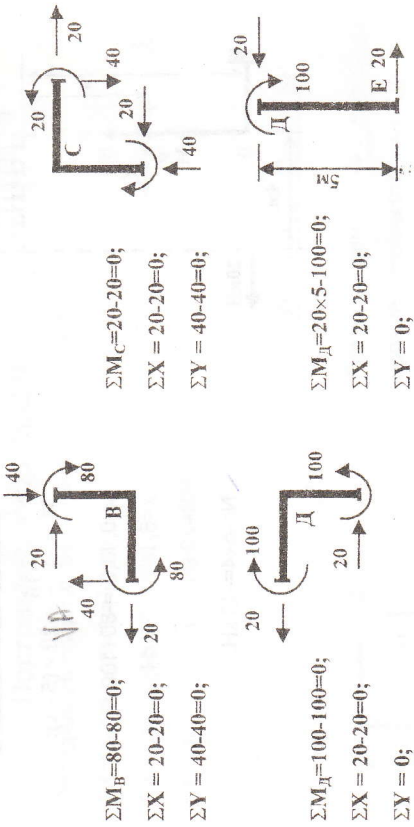 ΣM_B=80-80=0;
ΣX = 20-20=0;
ΣY = 40-40=0;
40
20
80
В
40
80
20
ΣM_C=20-20=0;
ΣX = 20-20=0;
ΣY = 40-40=0;
20
20
40
С
20
40
ΣM_Д=100-100=0;
ΣX = 20-20=0;
ΣY = 0;
100
20
100
Д
20
ΣM_Д=20×5-100=0;
ΣX = 20-20=0;
ΣY = 0;
20
Д
100
5М
Е
20